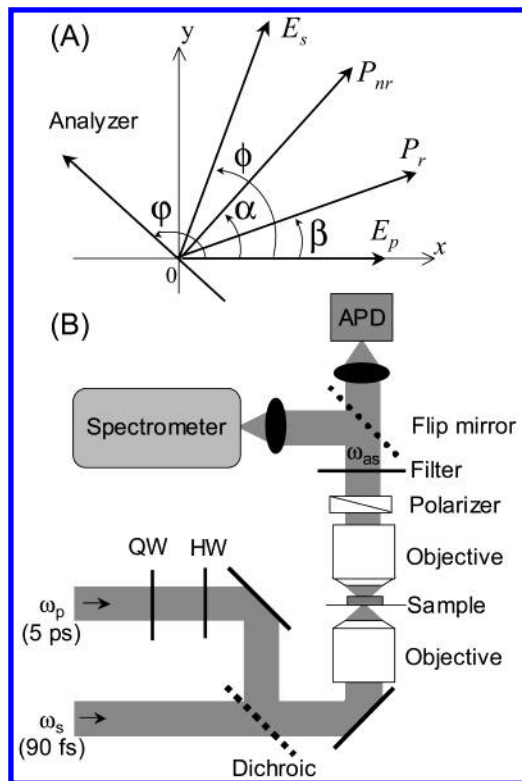 (A)
y
E_s
P_nr
Analyzer
P_r
φ
ϕ
α
β
E_p
x
0
(B)
APD
Spectrometer
Flip mirror
ω_as
Filter
Polarizer
QW HW
Objective
ω_p
(5 ps)
Sample
Objective
ω_s
(90 fs)
Dichroic